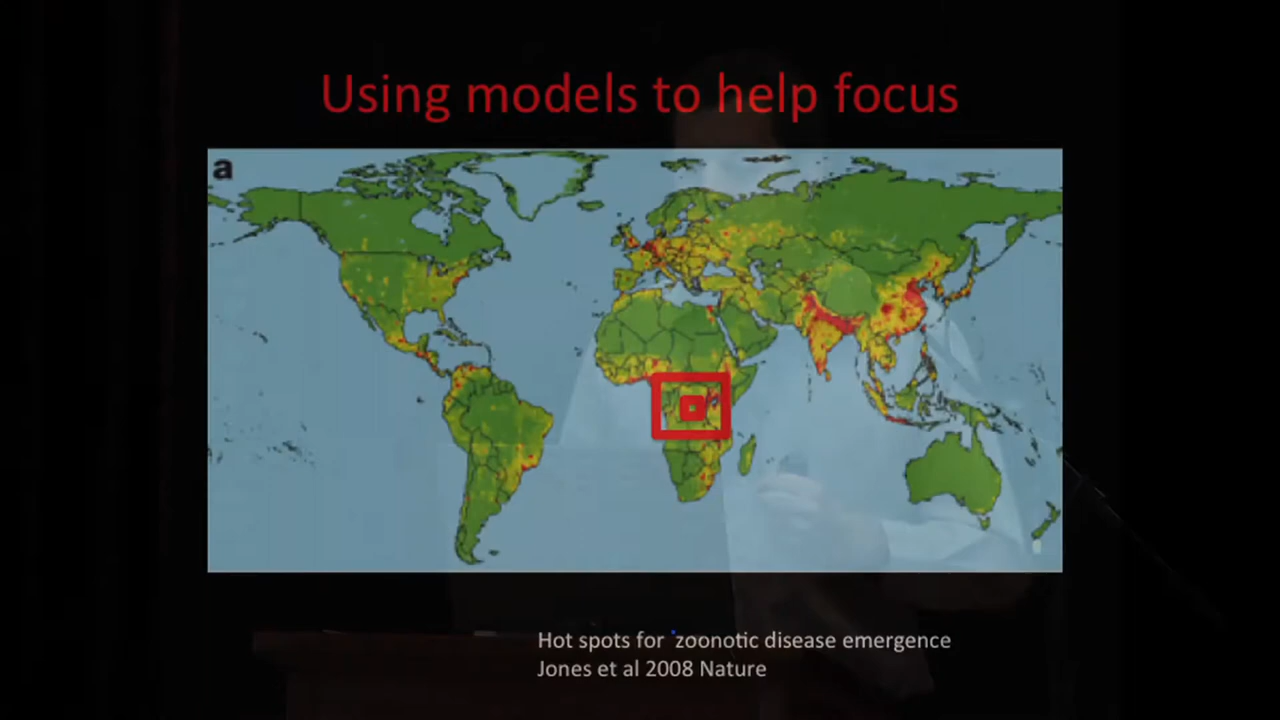 Using models to help focus
a
Hot spots for zoonotic disease emergence
Jones et al 2008 Nature